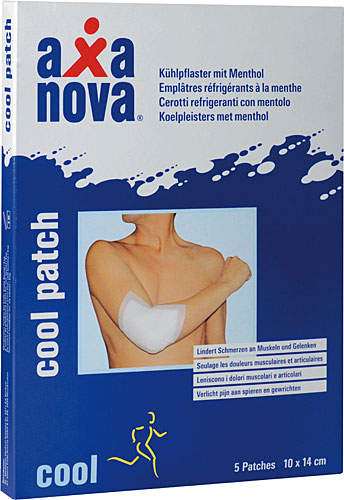 axa
nova®
Kühlpflaster mit Menthol
Emplâtres réfrigérants à la menthe
Cerotti refrigeranti con mentolo
Koelpleisters met menthol
cool patch
cool patch
Lindert Schmerzen an Muskeln und Gelenken
Soulage les douleurs musculaires et articulaires
Leniscono i dolori muscolari e articolari
Verlicht pijn aan spieren en gewrichten
cool
5 Patches 10 x 14 cm